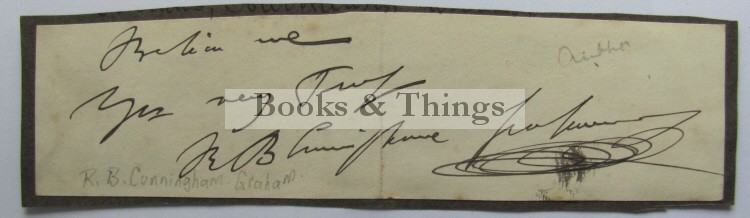 Believe me
Author
Yrs very Truly
Books & Things
R B Cunninghame Graham
R. B. Cunningham-Graham.